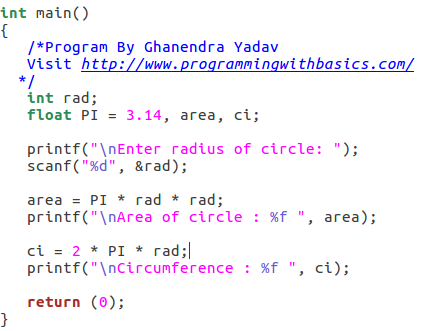 int main()
{
/*Program By Ghanendra Yadav
Visit http://www.programmingwithbasics.com/
*/
int rad;
float PI = 3.14, area, ci;
printf("\nEnter radius of circle: ");
scanf("%d", &rad);
area = PI * rad * rad;
printf("\nArea of circle : %f ", area);
ci = 2 * PI * rad;
printf("\nCircumference : %f ", ci);
return (0);
}